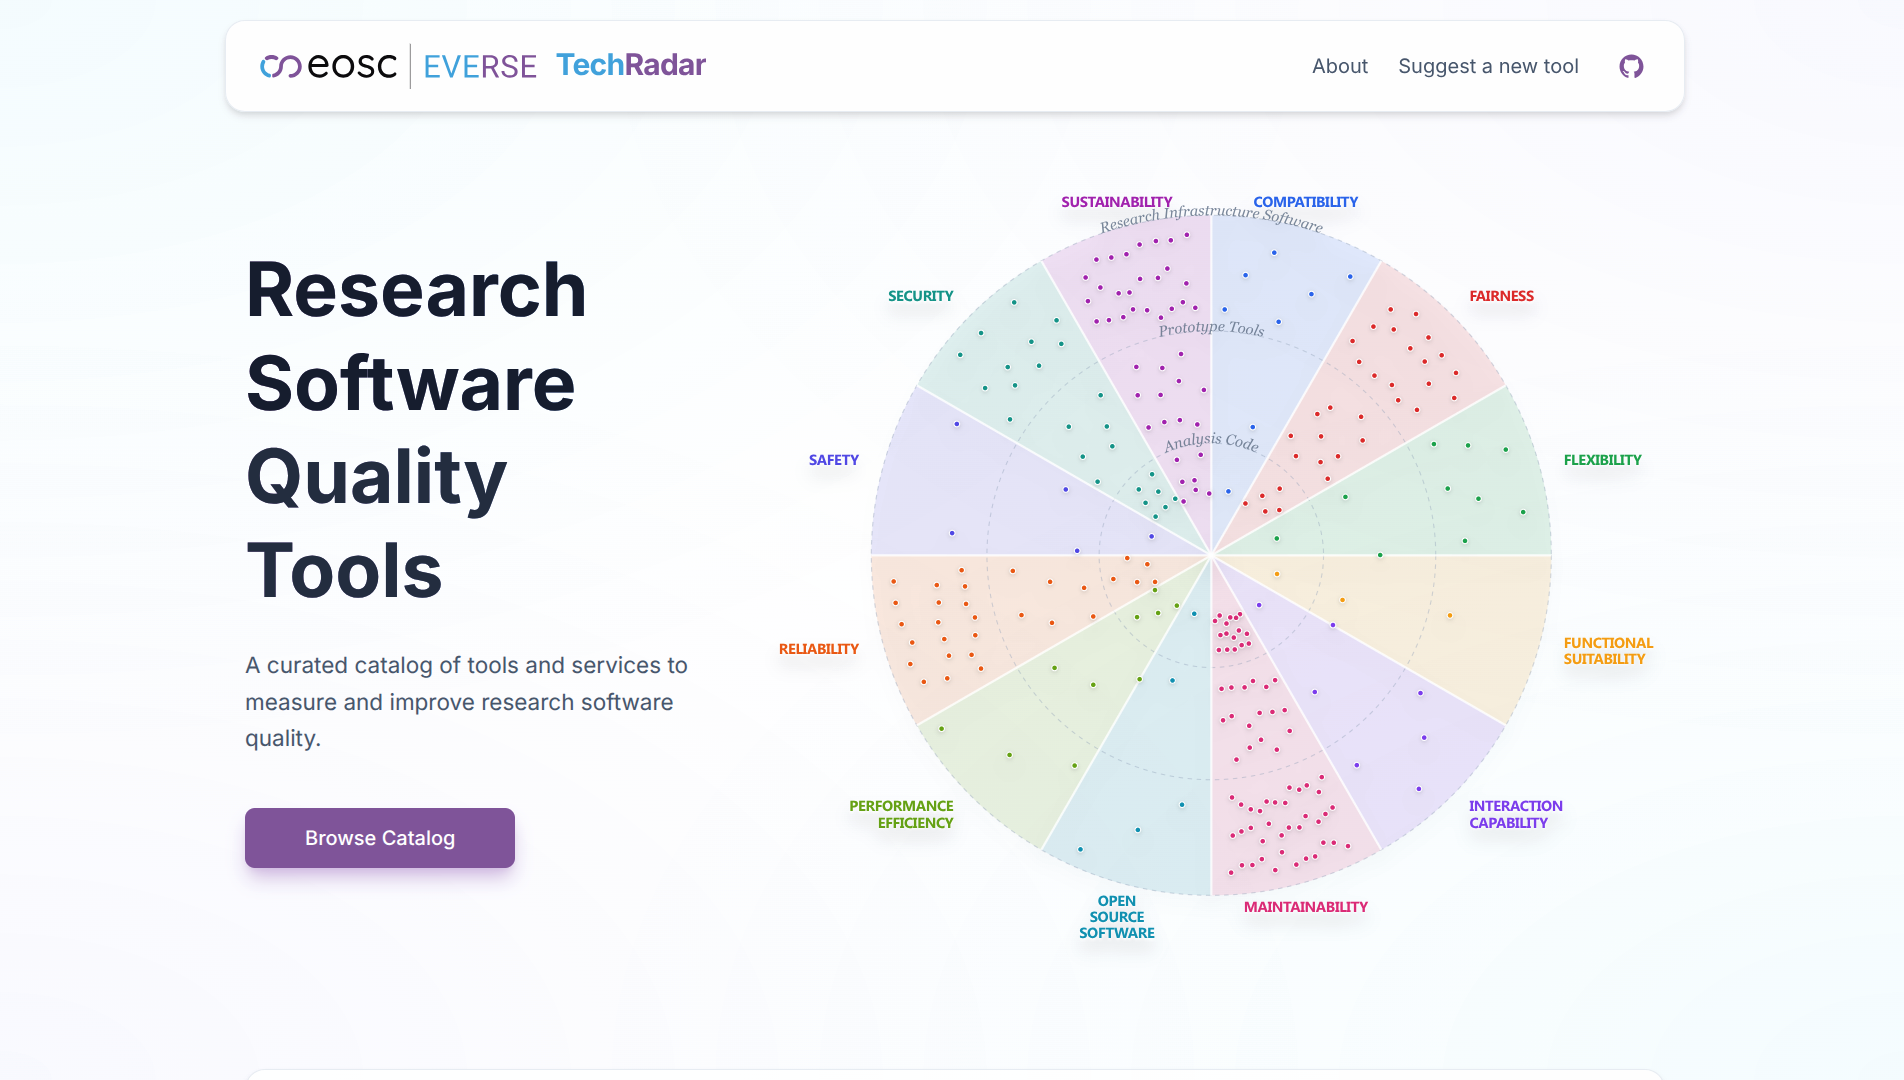 eosc EVERSE TechRadar
About
Suggest a new tool
Research
Software
Quality
Tools
A curated catalog of tools and services to
measure and improve research software
quality.
Browse Catalog
SUSTAINABILITY
COMPATIBILITY
Research Infrastructure Software
SECURITY
FAIRNESS
Prototype Tools
Analysis Code
SAFETY
FLEXIBILITY
RELIABILITY
FUNCTIONAL
SUITABILITY
PERFORMANCE
EFFICIENCY
INTERACTION
CAPABILITY
OPEN
SOURCE
SOFTWARE
MAINTAINABILITY